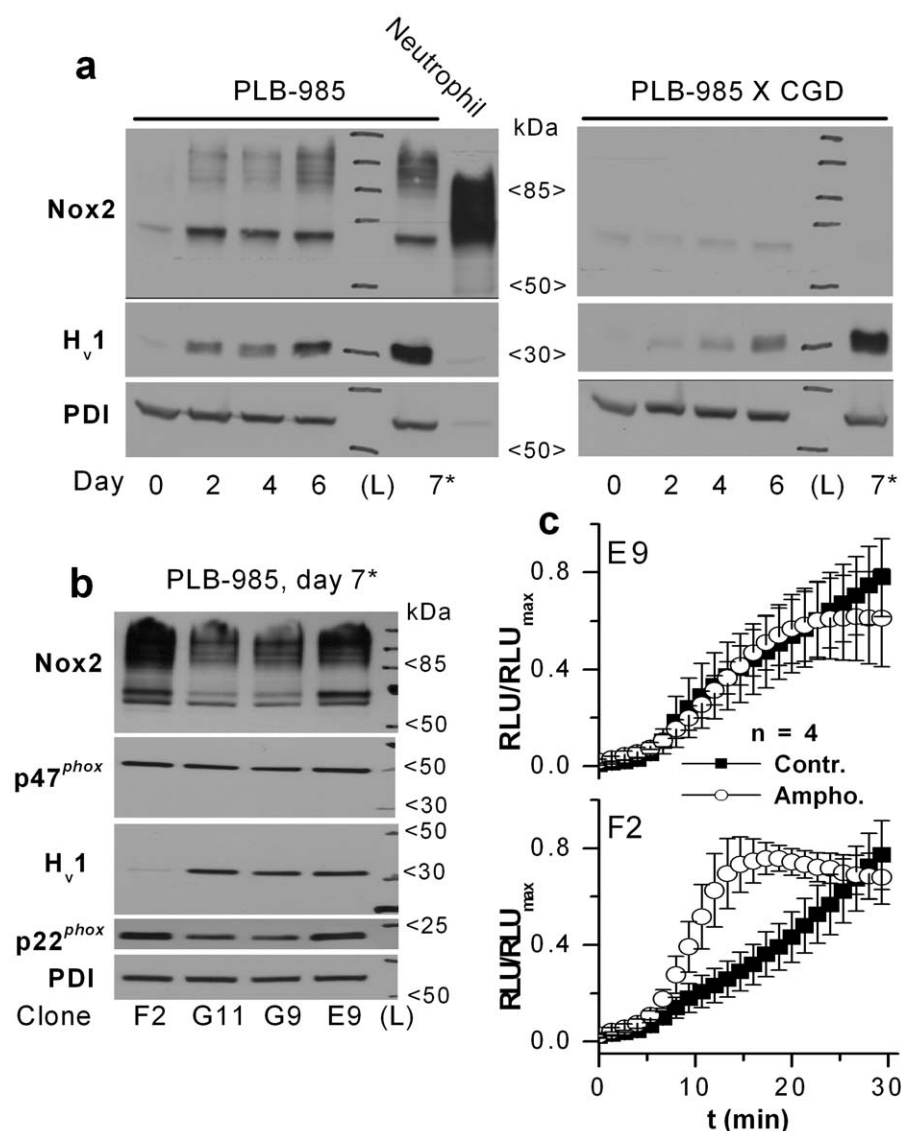 a
PLB-985
Neutrophil
PLB-985 X CGD
kDa
Nox2
<85>
<50>
Hv1
<30>
PDI
<50>
Day 0 2 4 6 (L) 7* 0 2 4 6 (L) 7*
b
PLB-985, day 7*
kDa
Nox2
<85
<50
p47phox
<50
<30
Hv1
<50
<30
p22phox
<25
PDI
<50
Clone F2 G11 G9 E9 (L)
c
E9
RLU/RLUmax
0.8
0.4
0.0
n = 4
Contr.
Ampho.
F2
RLU/RLUmax
0.8
0.4
0.0
0 10 20 30
t (min)